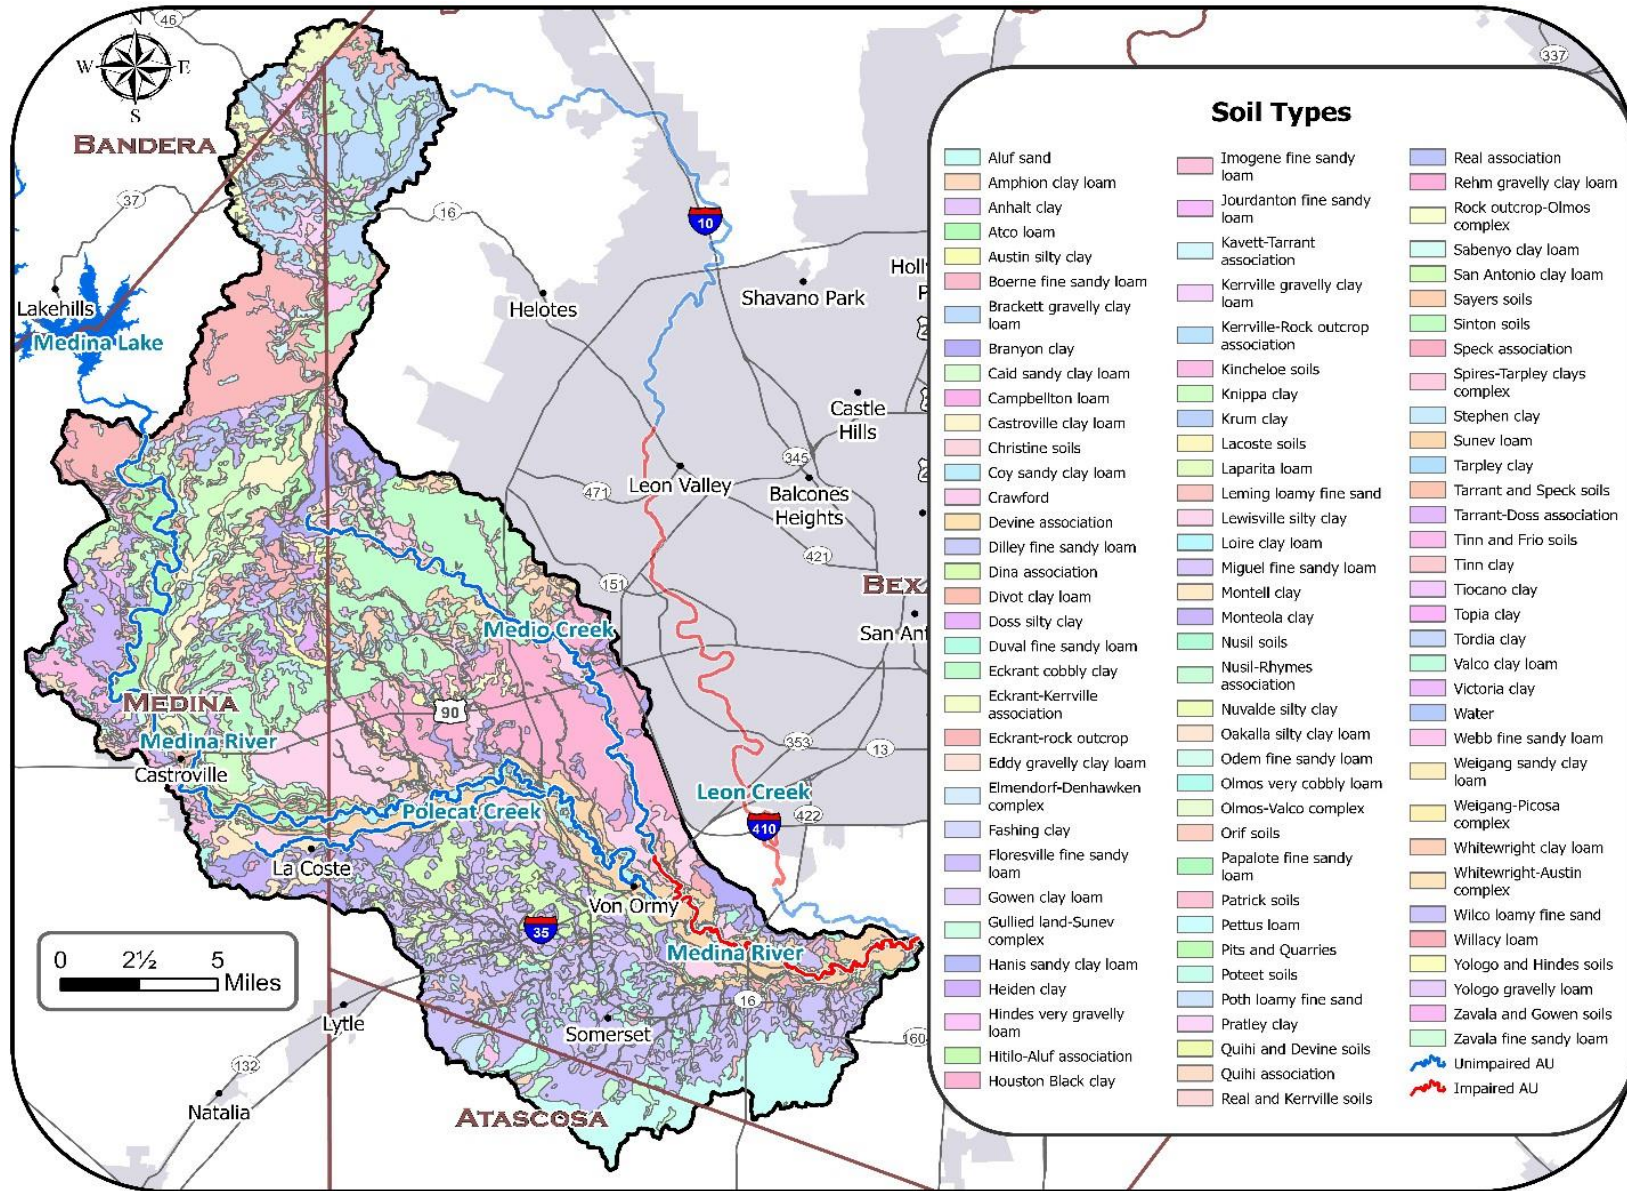 N
W
E
S
46
337
BANDERA
37
16
10
Lakehills
Medina Lake
Helotes
Shavano Park
Castle
Hills
345
471
Leon Valley
Balcones
Heights
421
151
BEX
Medio Creek
San Ant
MEDINA
90
Medina River
Castroville
353
13
Leon Creek
Polecat Creek
410
422
La Coste
Von Ormy
35
Medina River
0 2½ 5
Miles
16
Lytle
Somerset
160
132
Natalia
ATASCOSA
Soil Types
Aluf sand
Amphion clay loam
Anhalt clay
Atco loam
Austin silty clay
Boerne fine sandy loam
Brackett gravelly clay
loam
Branyon clay
Caid sandy clay loam
Campbellton loam
Castroville clay loam
Christine soils
Coy sandy clay loam
Crawford
Devine association
Dilley fine sandy loam
Dina association
Divot clay loam
Doss silty clay
Duval fine sandy loam
Eckrant cobbly clay
Eckrant-Kerrville
association
Eckrant-rock outcrop
Eddy gravelly clay loam
Elmendorf-Denhawken
complex
Fashing clay
Floresville fine sandy
loam
Gowen clay loam
Gullied land-Sunev
complex
Hanis sandy clay loam
Heiden clay
Hindes very gravelly
loam
Hitilo-Aluf association
Houston Black clay
Imogene fine sandy
loam
Jourdanton fine sandy
loam
Kavett-Tarrant
association
Kerrville gravelly clay
loam
Kerrville-Rock outcrop
association
Kincheloe soils
Knippa clay
Krum clay
Lacoste soils
Laparita loam
Leming loamy fine sand
Lewisville silty clay
Loire clay loam
Miguel fine sandy loam
Montell clay
Monteola clay
Nusil soils
Nusil-Rhymes
association
Nuvalde silty clay
Oakalla silty clay loam
Odem fine sandy loam
Olmos very cobbly loam
Olmos-Valco complex
Orif soils
Papalote fine sandy
loam
Patrick soils
Pettus loam
Pits and Quarries
Poteet soils
Poth loamy fine sand
Pratley clay
Quihi and Devine soils
Quihi association
Real and Kerrville soils
Real association
Rehm gravelly clay loam
Rock outcrop-Olmos
complex
Sabenyo clay loam
San Antonio clay loam
Sayers soils
Sinton soils
Speck association
Spires-Tarpley clays
complex
Stephen clay
Sunev loam
Tarpley clay
Tarrant and Speck soils
Tarrant-Doss association
Tinn and Frio soils
Tinn clay
Tiocano clay
Topia clay
Tordia clay
Valco clay loam
Victoria clay
Water
Webb fine sandy loam
Weigang sandy clay
loam
Weigang-Picosa
complex
Whitewright clay loam
Whitewright-Austin
complex
Wilco loamy fine sand
Willacy loam
Yologo and Hindes soils
Yologo gravelly loam
Zavala and Gowen soils
Zavala fine sandy loam
Unimpaired AU
Impaired AU